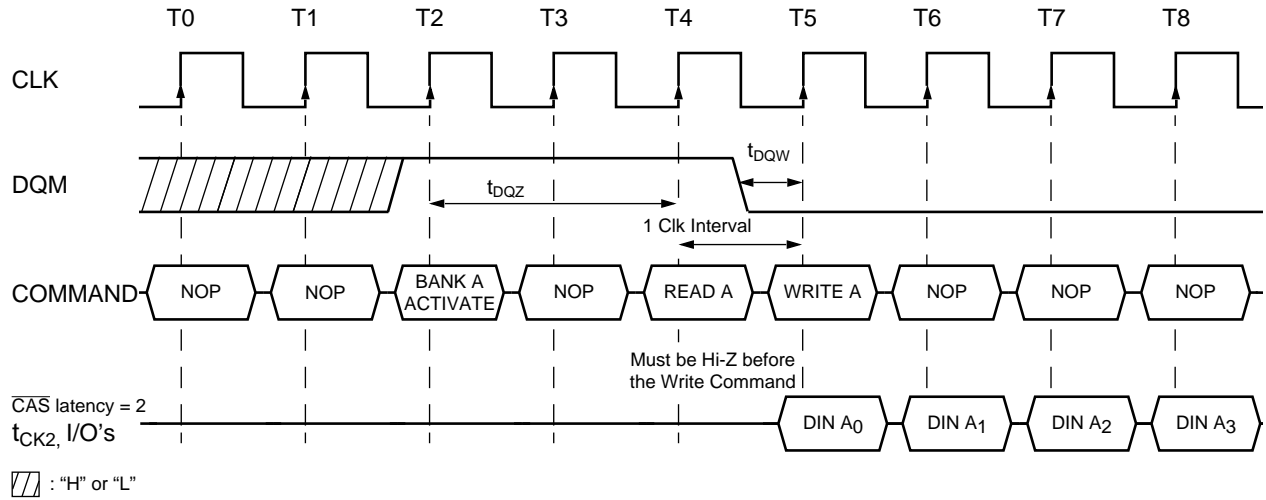 T0 T1 T2 T3 T4 T5 T6 T7 T8
CLK
DQM
tDQW
tDQZ
1 Clk Interval
COMMAND NOP NOP BANK A ACTIVATE NOP READ A WRITE A NOP NOP NOP
Must be Hi-Z before
the Write Command
CAS latency = 2
tCK2, I/O's DIN A0 DIN A1 DIN A2 DIN A3
: “H” or “L”